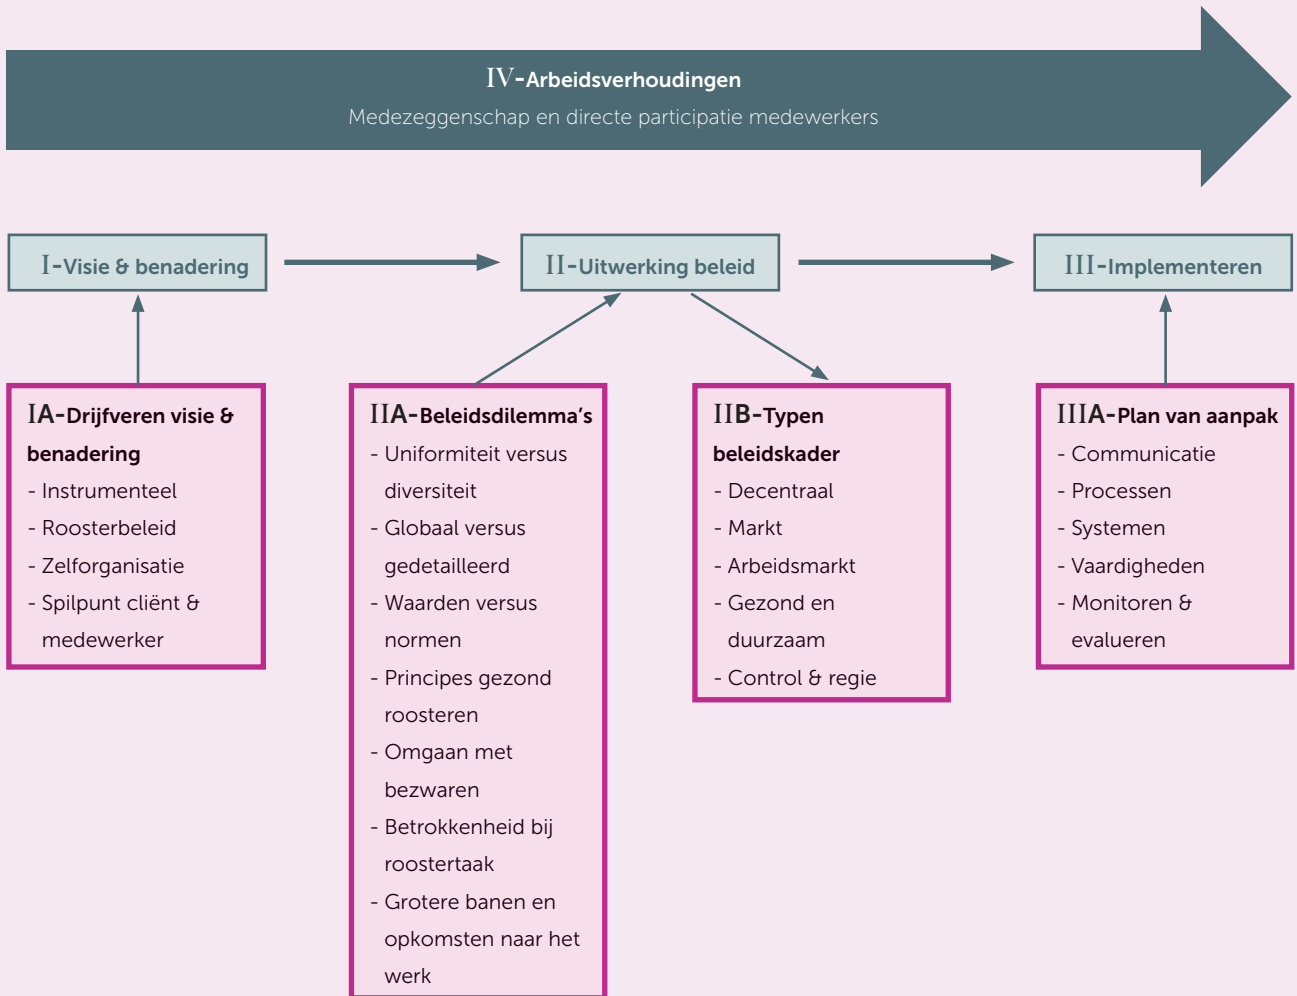 IV-Arbeidsverhoudingen
Medezeggenschap en directe participatie medewerkers
I-Visie & benadering
II-Uitwerking beleid
III-Implementeren
IA-Drijfveren visie &
benadering
- Instrumenteel
- Roosterbeleid
- Zelforganisatie
- Spilpunt cliënt &
medewerker
IIA-Beleidsdilemma's
- Uniformiteit versus
diversiteit
- Globaal versus
gedetailleerd
- Waarden versus
normen
- Principes gezond
roosteren
- Omgaan met
bezwaren
- Betrokkenheid bij
roostertaak
- Grotere banen en
opkomsten naar het
werk
IIB-Typen
beleidskader
- Decentraal
- Markt
- Arbeidsmarkt
- Gezond en
duurzaam
- Control & regie
IIIA-Plan van aanpak
- Communicatie
- Processen
- Systemen
- Vaardigheden
- Monitoren &
evalueren